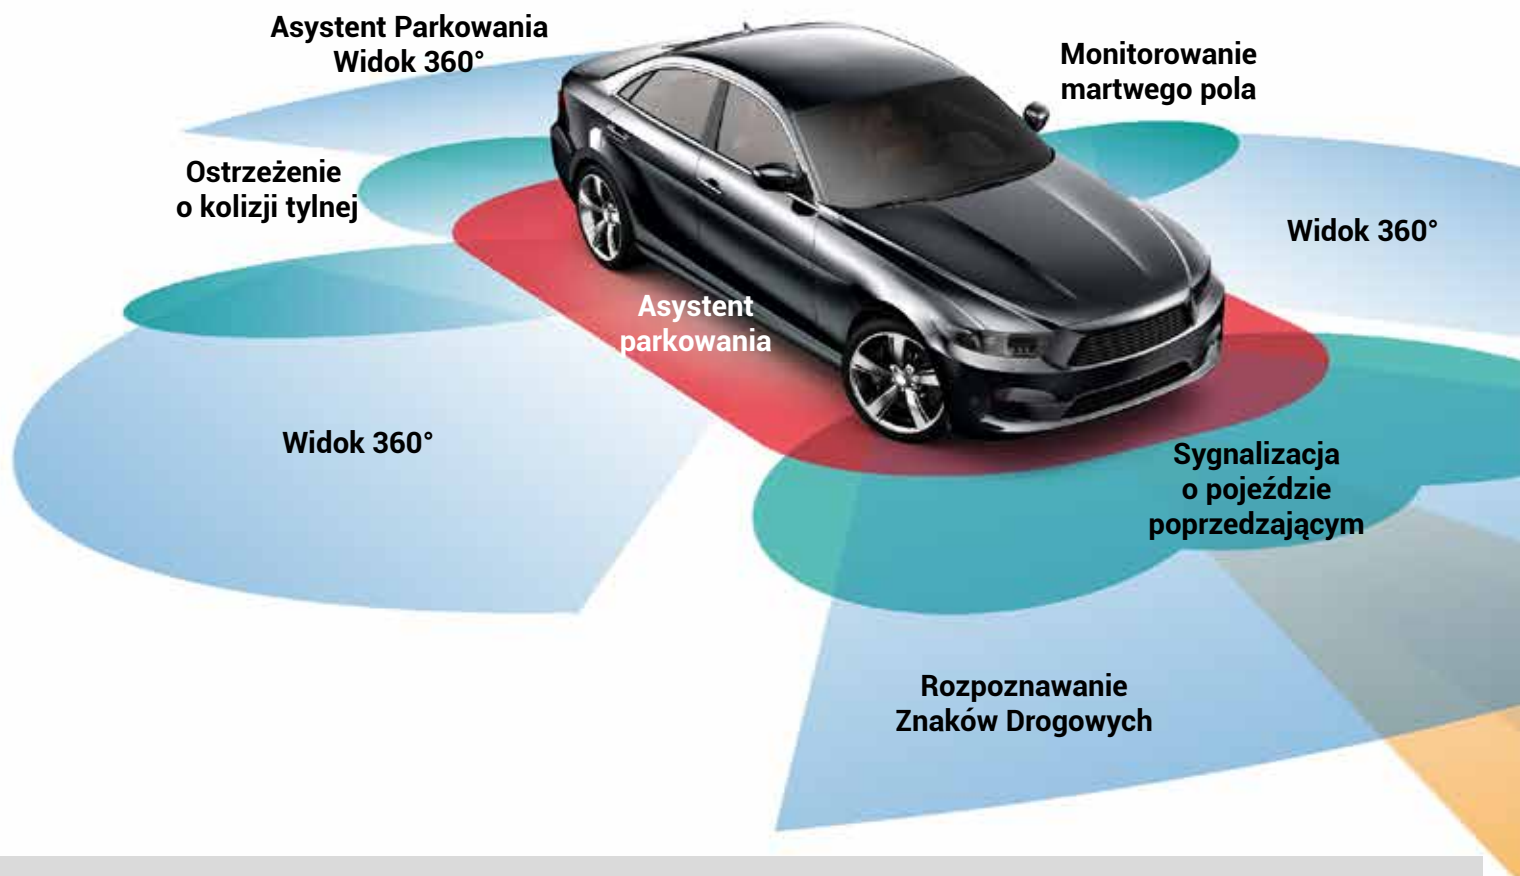 Asystent Parkowania
Widok 360°
Monitorowanie
martwego pola
Ostrzeżenie
o kolizji tylnej
Widok 360°
Asystent
parkowania
Widok 360°
Sygnalizacja
o pojeździe
poprzedzającym
Rozpoznawanie
Znaków Drogowych